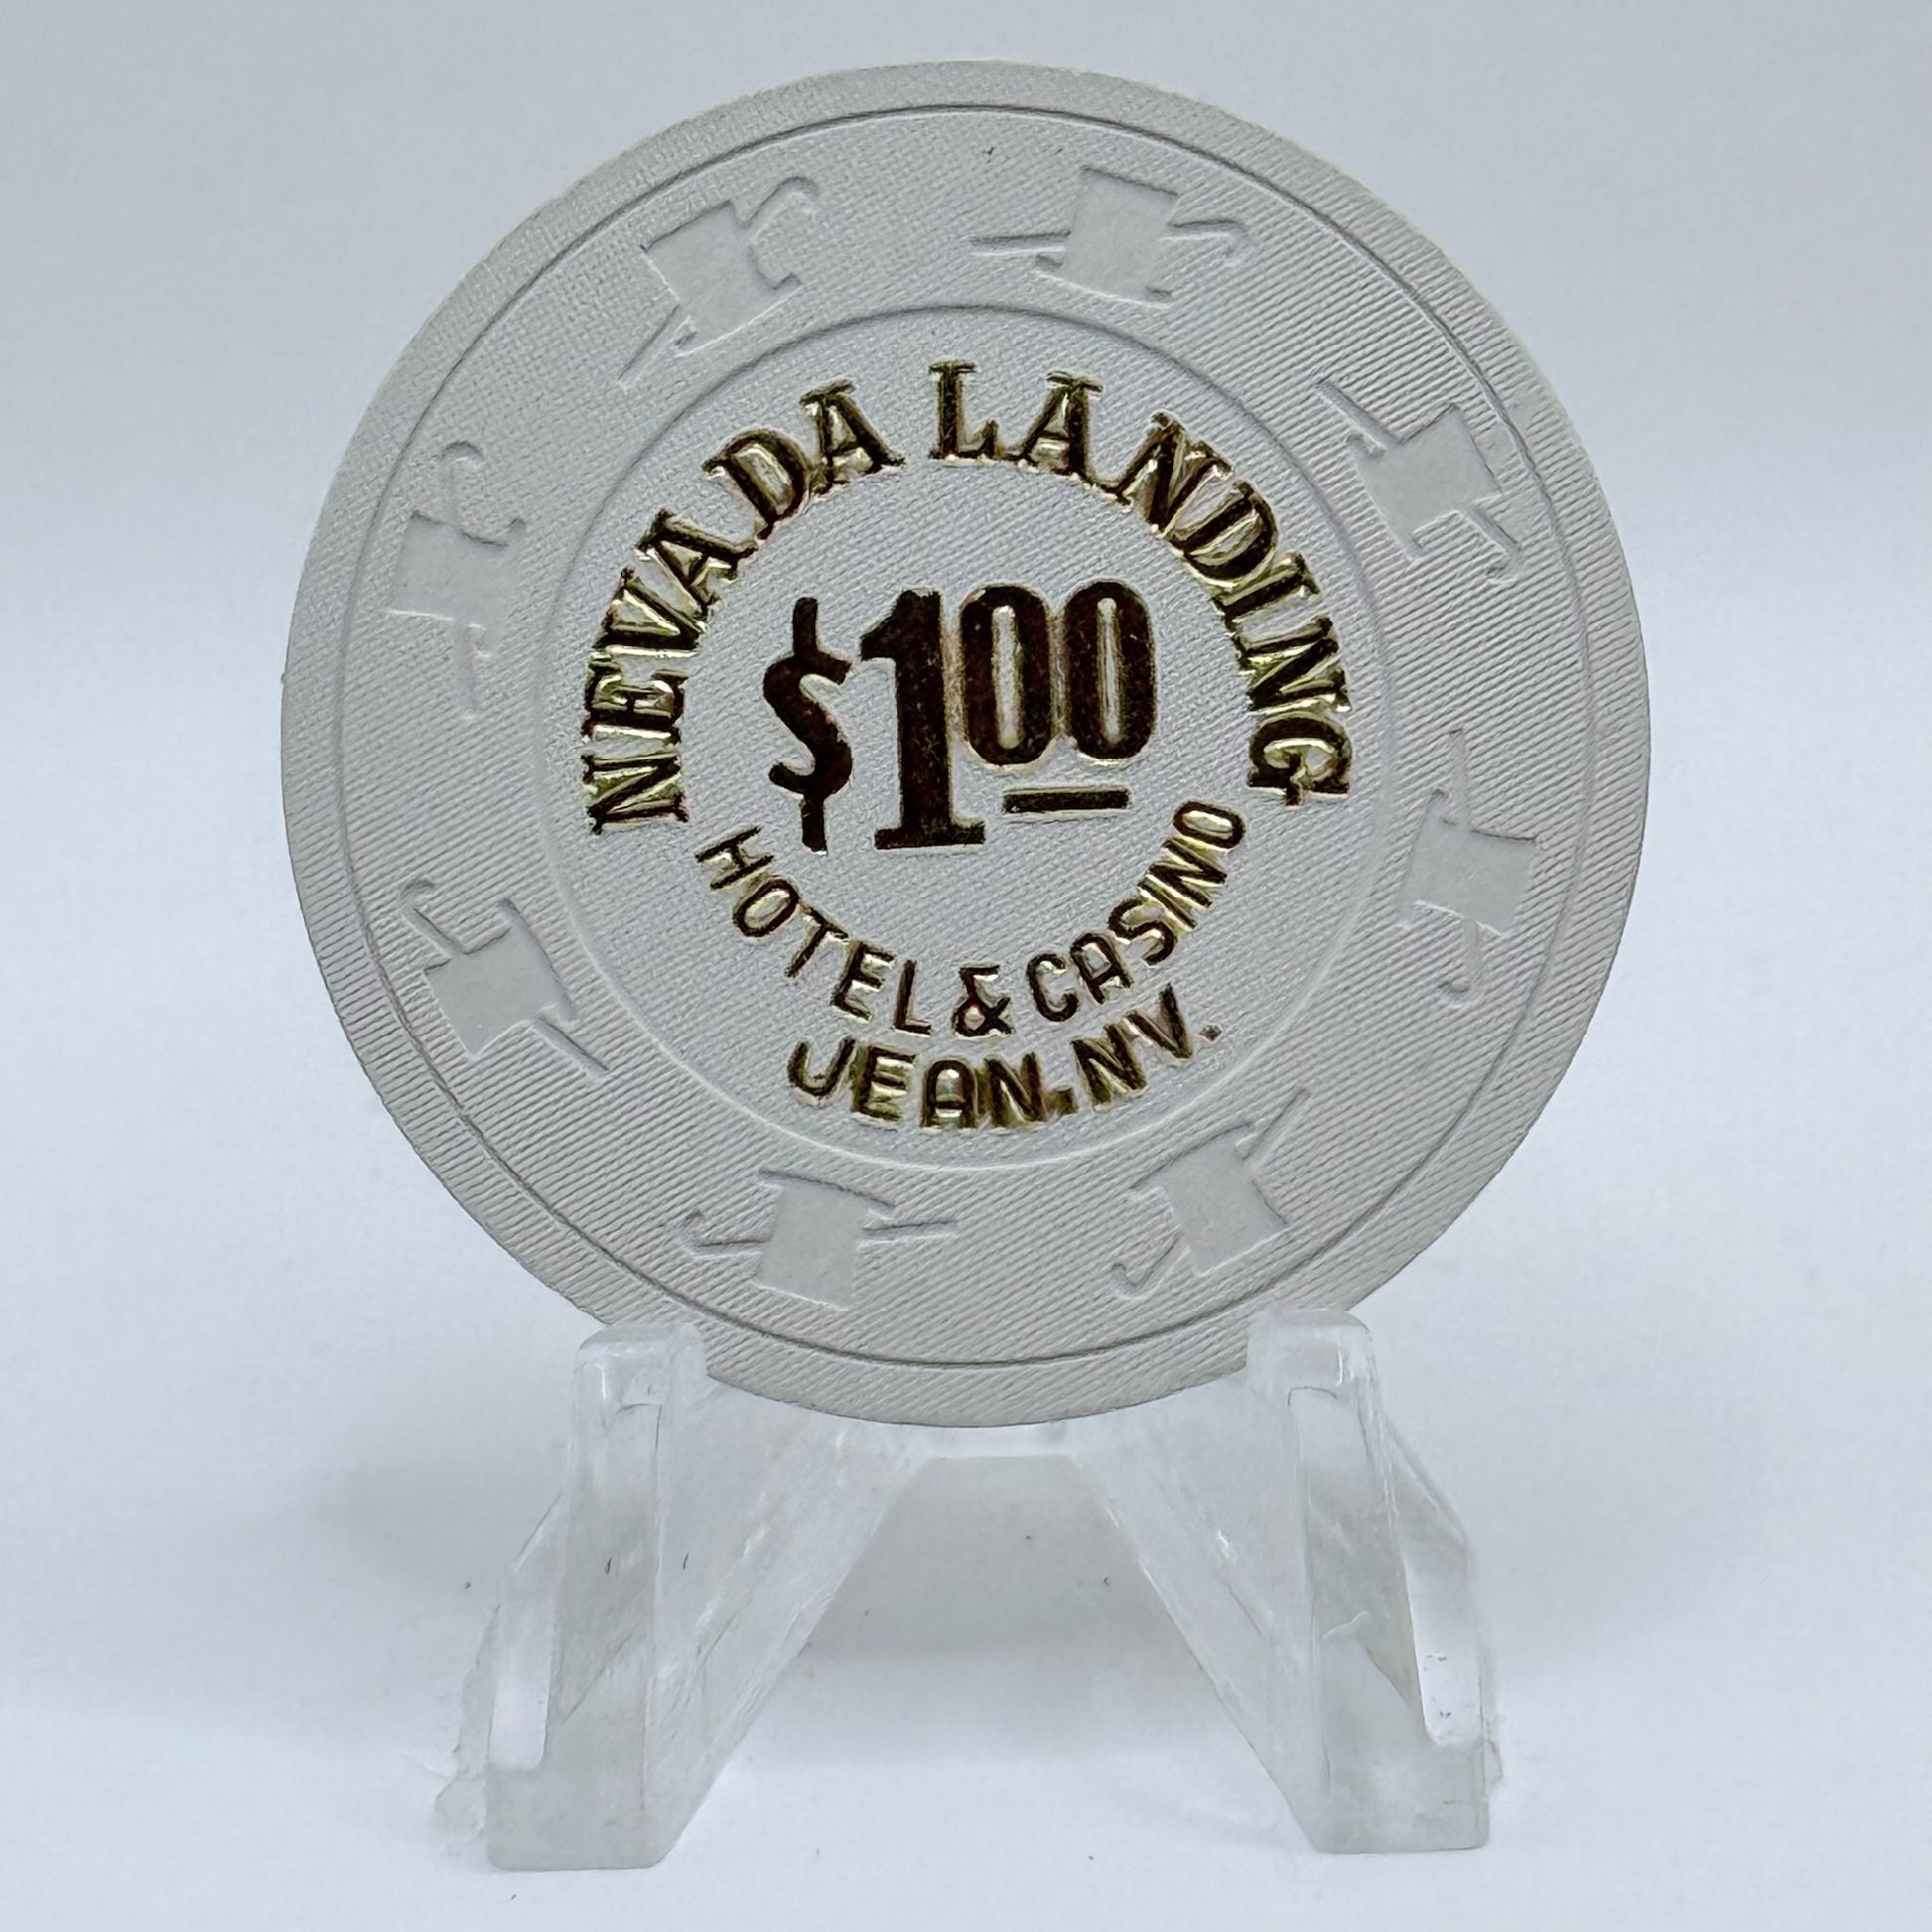 NEVADA LANDING
$1.00
HOTEL & CASINO
JEAN. NV.